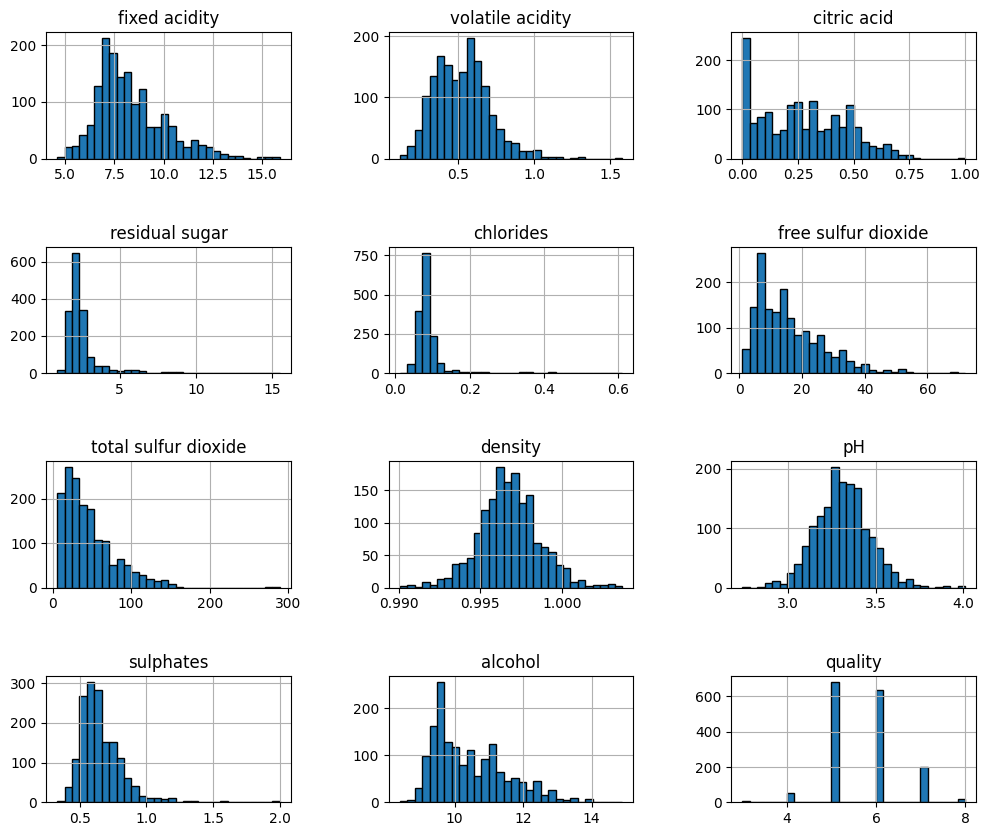 fixed acidity
volatile acidity
citric acid
200
100
0
5.0 7.5 10.0 12.5 15.0
200
100
0
0.5 1.0 1.5
200
100
0
0.00 0.25 0.50 0.75 1.00
residual sugar
chlorides
free sulfur dioxide
600
400
200
0
5 10 15
750
500
250
0
0.0 0.2 0.4 0.6
200
100
0
0 20 40 60
total sulfur dioxide
density
pH
200
100
0
0 100 200 300
150
100
50
0
0.990 0.995 1.000
200
100
0
3.0 3.5 4.0
sulphates
alcohol
quality
300
200
100
0
0.5 1.0 1.5 2.0
200
100
0
10 12 14
600
400
200
0
4 6 8